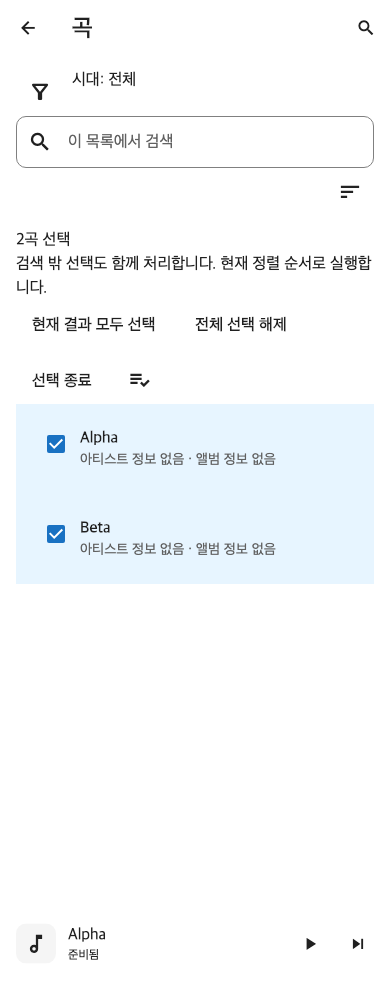 곡
시대: 전체
이 목록에서 검색
2곡 선택
검색 밖 선택도 함께 처리합니다. 현재 정렬 순서로 실행합
니다.
현재 결과 모두 선택
전체 선택 해제
선택 종료
Alpha
아티스트 정보 없음 · 앨범 정보 없음
Beta
아티스트 정보 없음 · 앨범 정보 없음
Alpha
준비됨